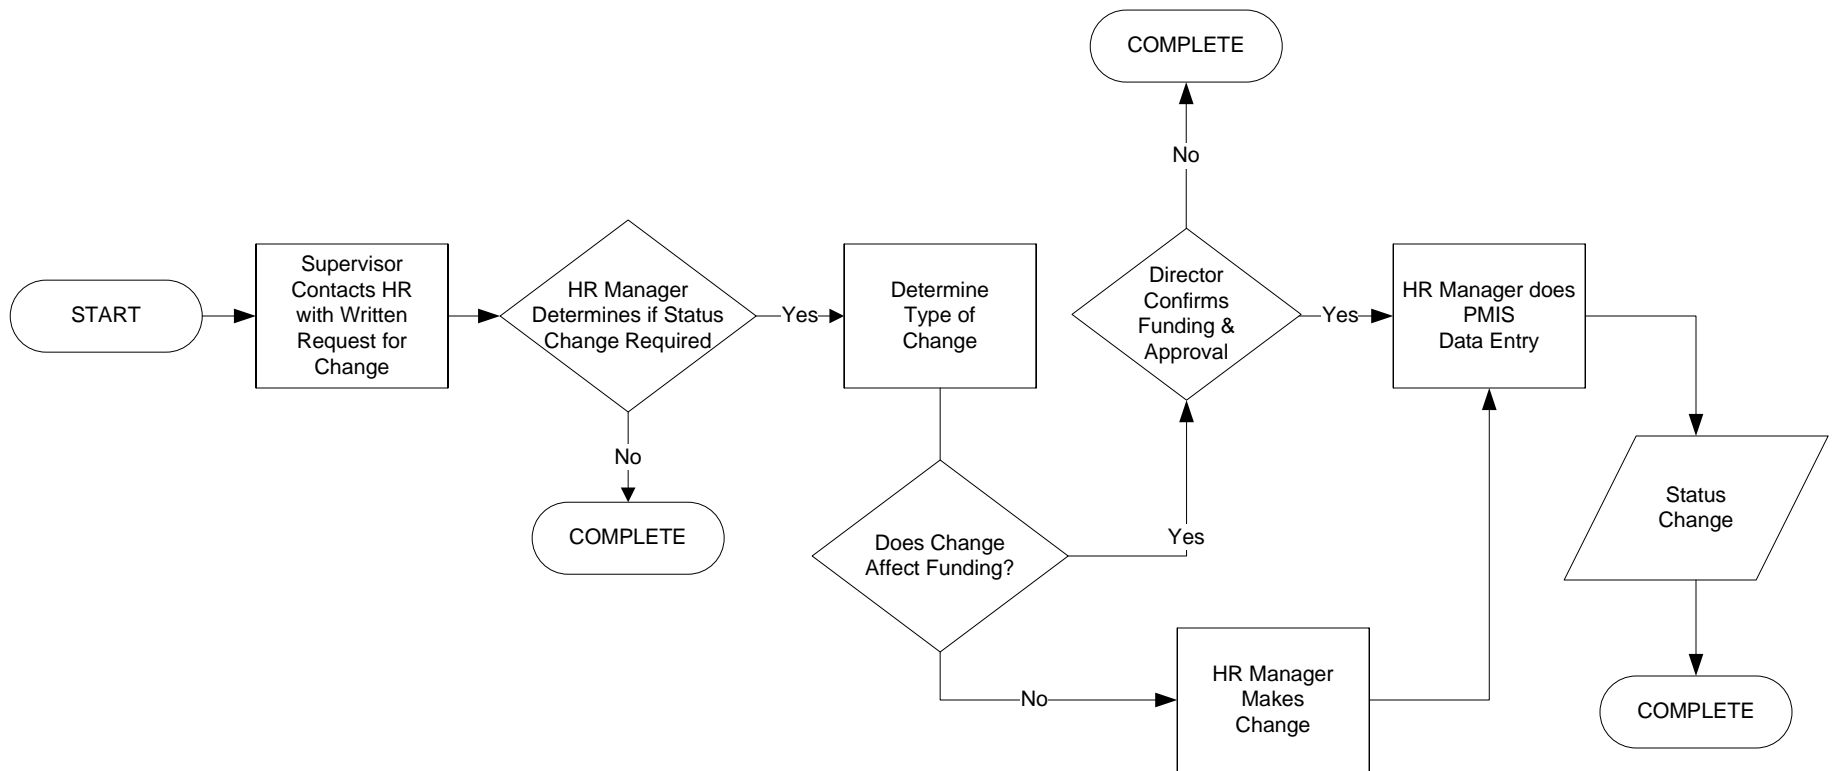 START
Supervisor
Contacts HR
with Written
Request for
Change
HR Manager
Determines if Status
Change Required
Yes
No
COMPLETE
Determine
Type of
Change
Does Change
Affect Funding?
Yes
No
Director
Confirms
Funding &
Approval
No
COMPLETE
Yes
HR Manager
Makes
Change
HR Manager does
PMIS
Data Entry
Status
Change
COMPLETE